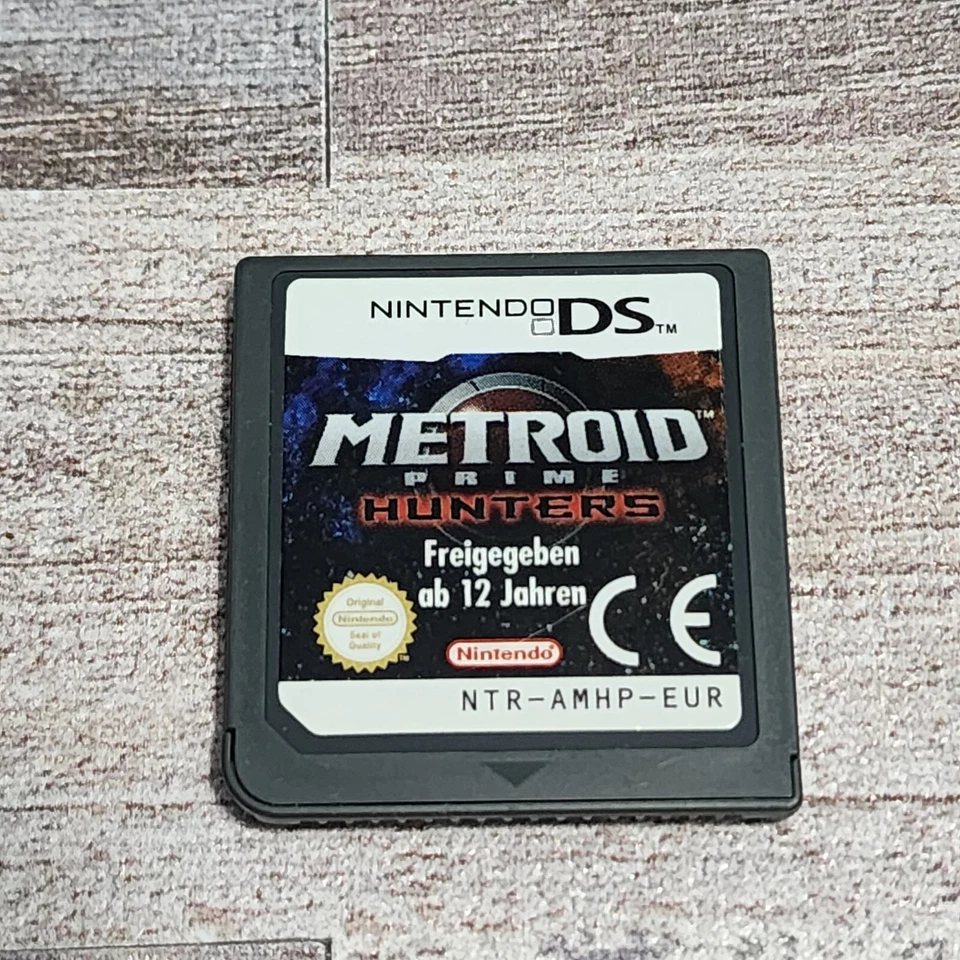 NINTENDO DS™
METROID™
PRIME
HUNTERS
Freigegeben
ab 12 Jahren
CE
Original
Nintendo
Seal of
Quality
™
Nintendo®
NTR-AMHP-EUR